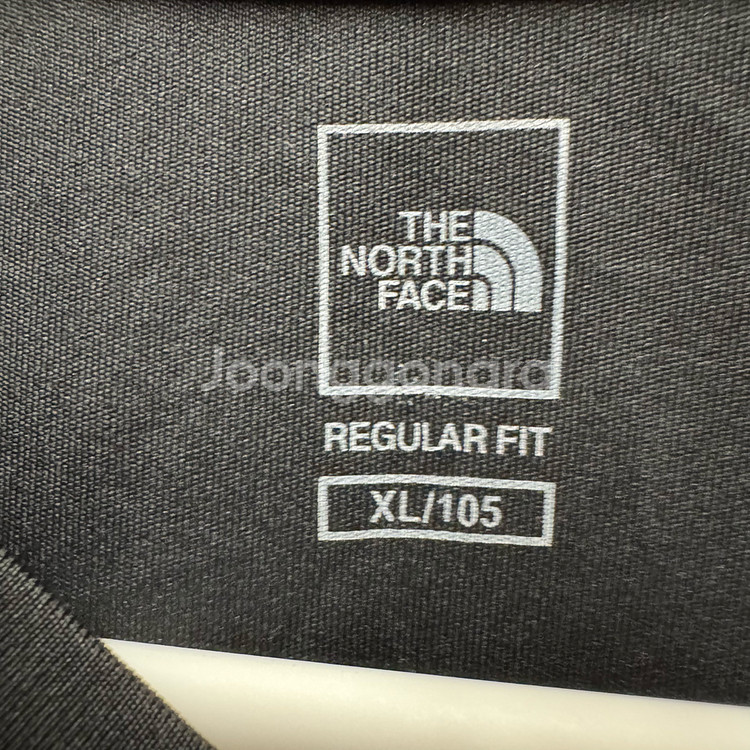 THE
NORTH
FACE
Joonggonara
REGULAR FIT
XL/105